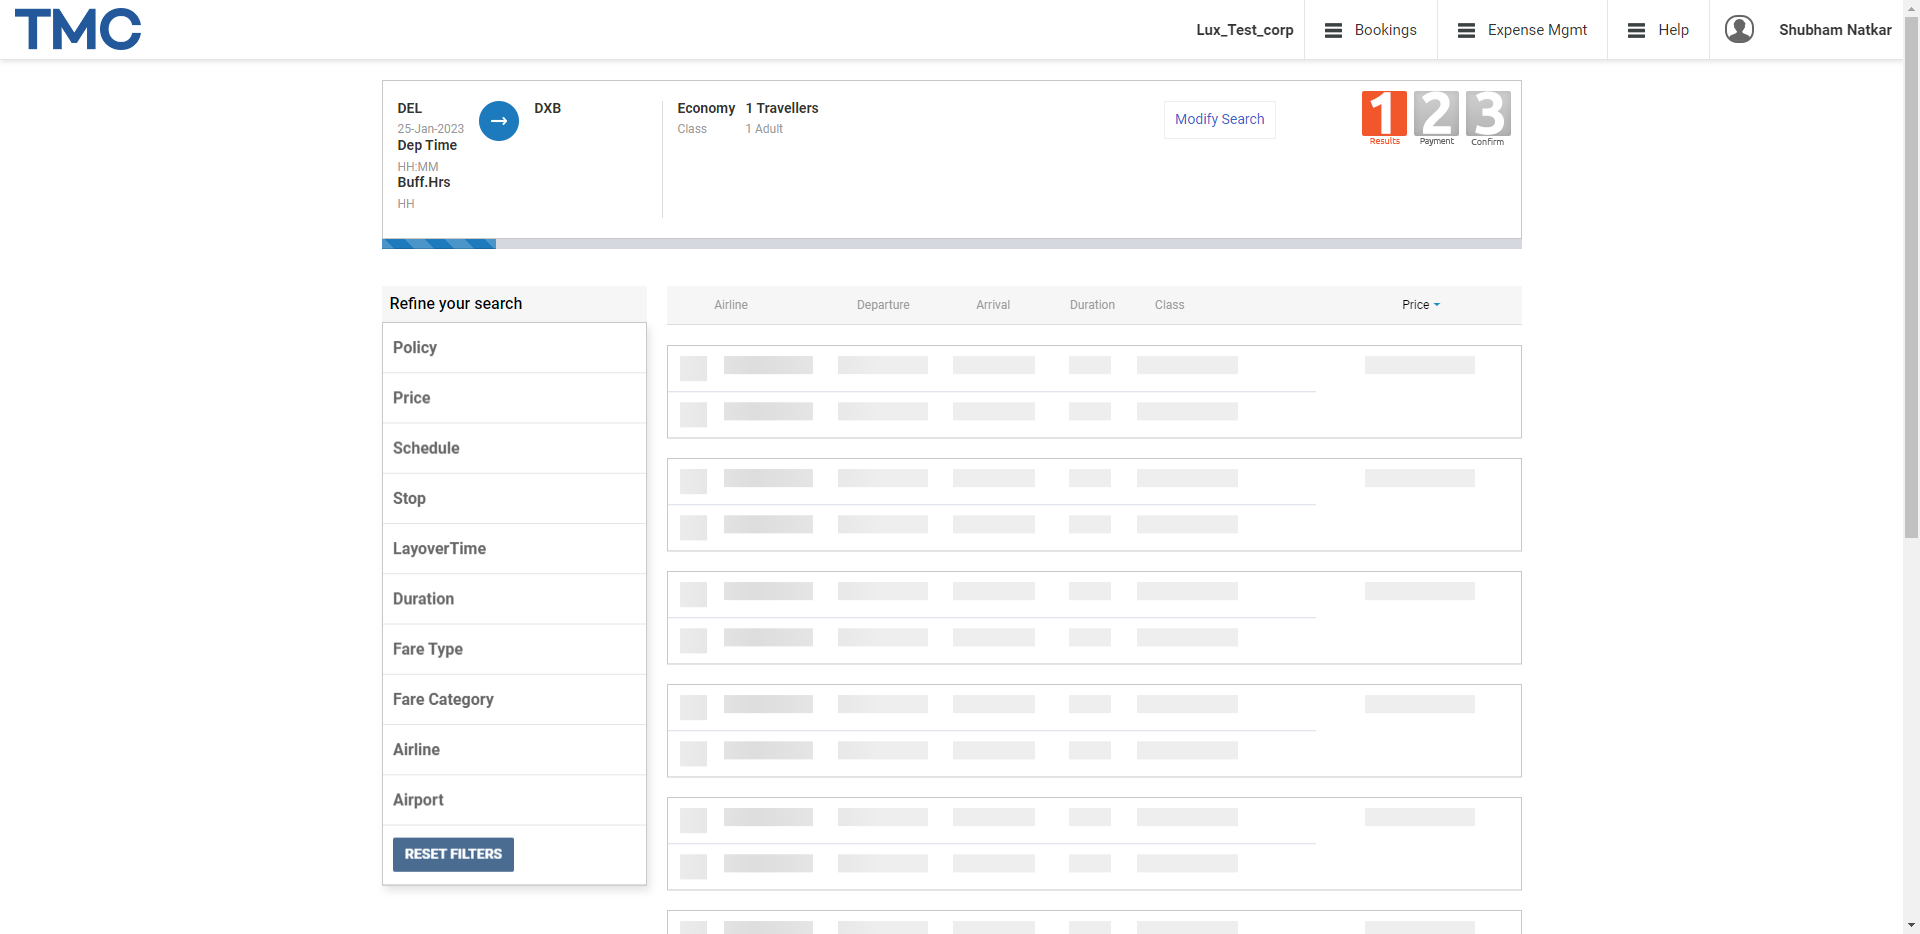 TMC
Lux_Test_corp
Bookings
Expense Mgmt
Help
Shubham Natkar
DEL
25-Jan-2023
Dep Time
HH:MM
Buff.Hrs
HH
DXB
Economy
Class
1 Travellers
1 Adult
Modify Search
1
Results
2
Payment
3
Confirm
Refine your search
Policy
Price
Schedule
Stop
LayoverTime
Duration
Fare Type
Fare Category
Airline
Airport
RESET FILTERS
Airline
Departure
Arrival
Duration
Class
Price